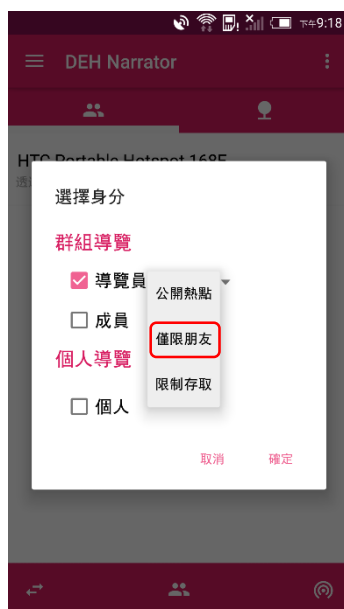 下午9:18
DEH Narrator
HTC Portable Hotspot 168F
選擇身分
群組導覽
導覽員
公開熱點
成員
僅限朋友
個人導覽
限制存取
個人
取消
確定